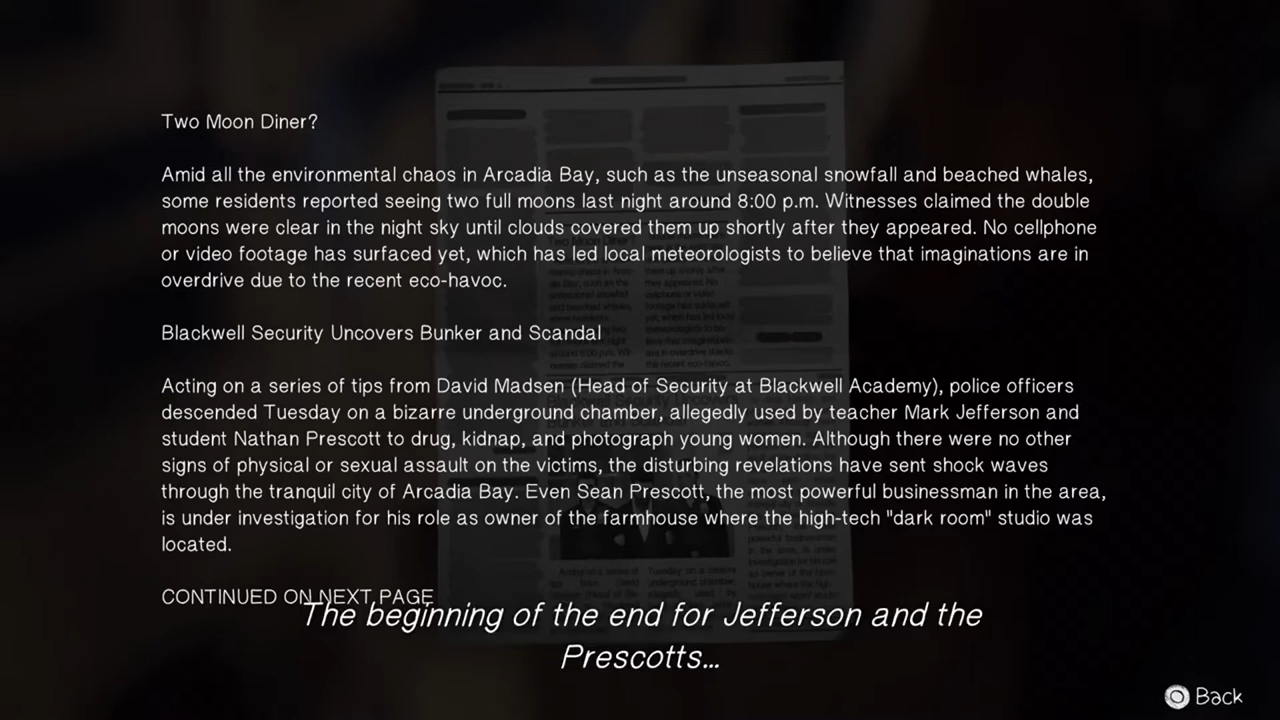 Two Moon Diner?
Amid all the environmental chaos in Arcadia Bay, such as the unseasonal snowfall and beached whales,
some residents reported seeing two full moons last night around 8:00 p.m. Witnesses claimed the double
moons were clear in the night sky until clouds covered them up shortly after they appeared. No cellphone
or video footage has surfaced yet, which has led local meteorologists to believe that imaginations are in
overdrive due to the recent eco-havoc.
Blackwell Security Uncovers Bunker and Scandal
Acting on a series of tips from David Madsen (Head of Security at Blackwell Academy), police officers
descended Tuesday on a bizarre underground chamber, allegedly used by teacher Mark Jefferson and
student Nathan Prescott to drug, kidnap, and photograph young women. Although there were no other
signs of physical or sexual assault on the victims, the disturbing revelations have sent shock waves
through the tranquil city of Arcadia Bay. Even Sean Prescott, the most powerful businessman in the area,
is under investigation for his role as owner of the farmhouse where the high-tech "dark room" studio was
located.
CONTINUED ON NEXT PAGE
The beginning of the end for Jefferson and the
Prescotts...
Back